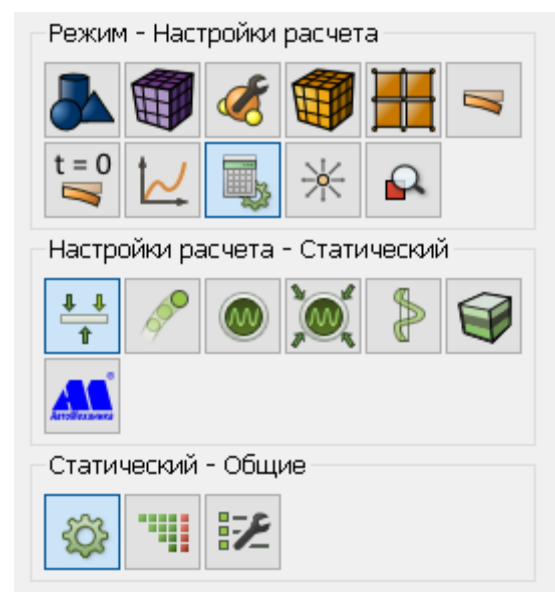 Режим - Настройки расчета
t = 0
Настройки расчета - Статический
АвтоМеханика
Статический - Общие